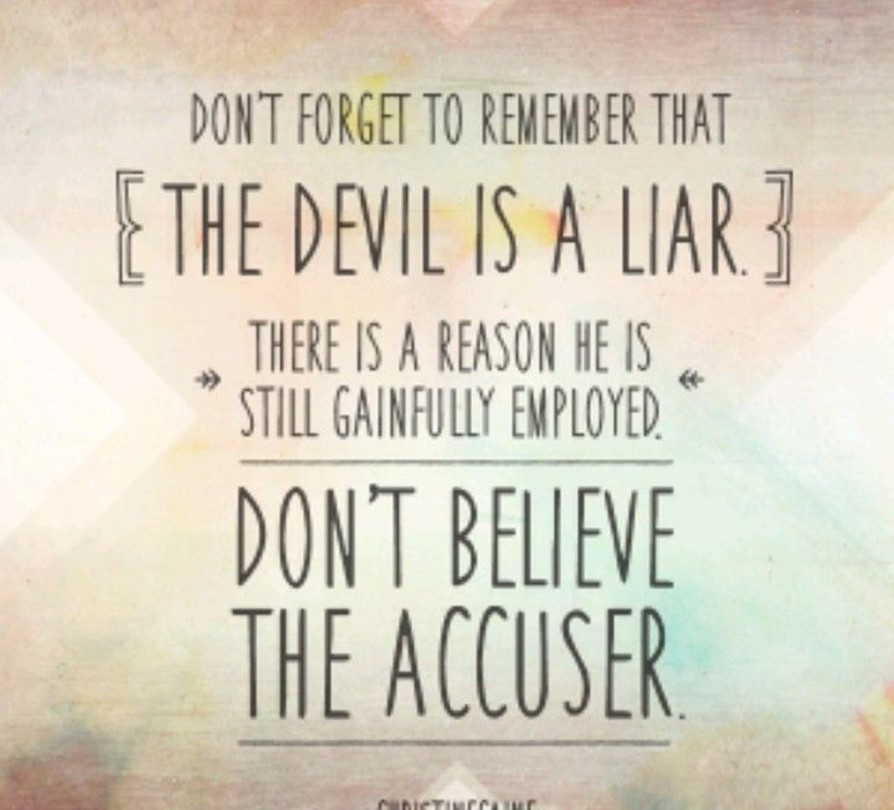 DON'T FORGET TO REMEMBER THAT
THE DEVIL IS A LIAR.
THERE IS A REASON HE IS
STILL GAINFULLY EMPLOYED.
DON'T BELIEVE
THE ACCUSER.
CHRISTINECAINE